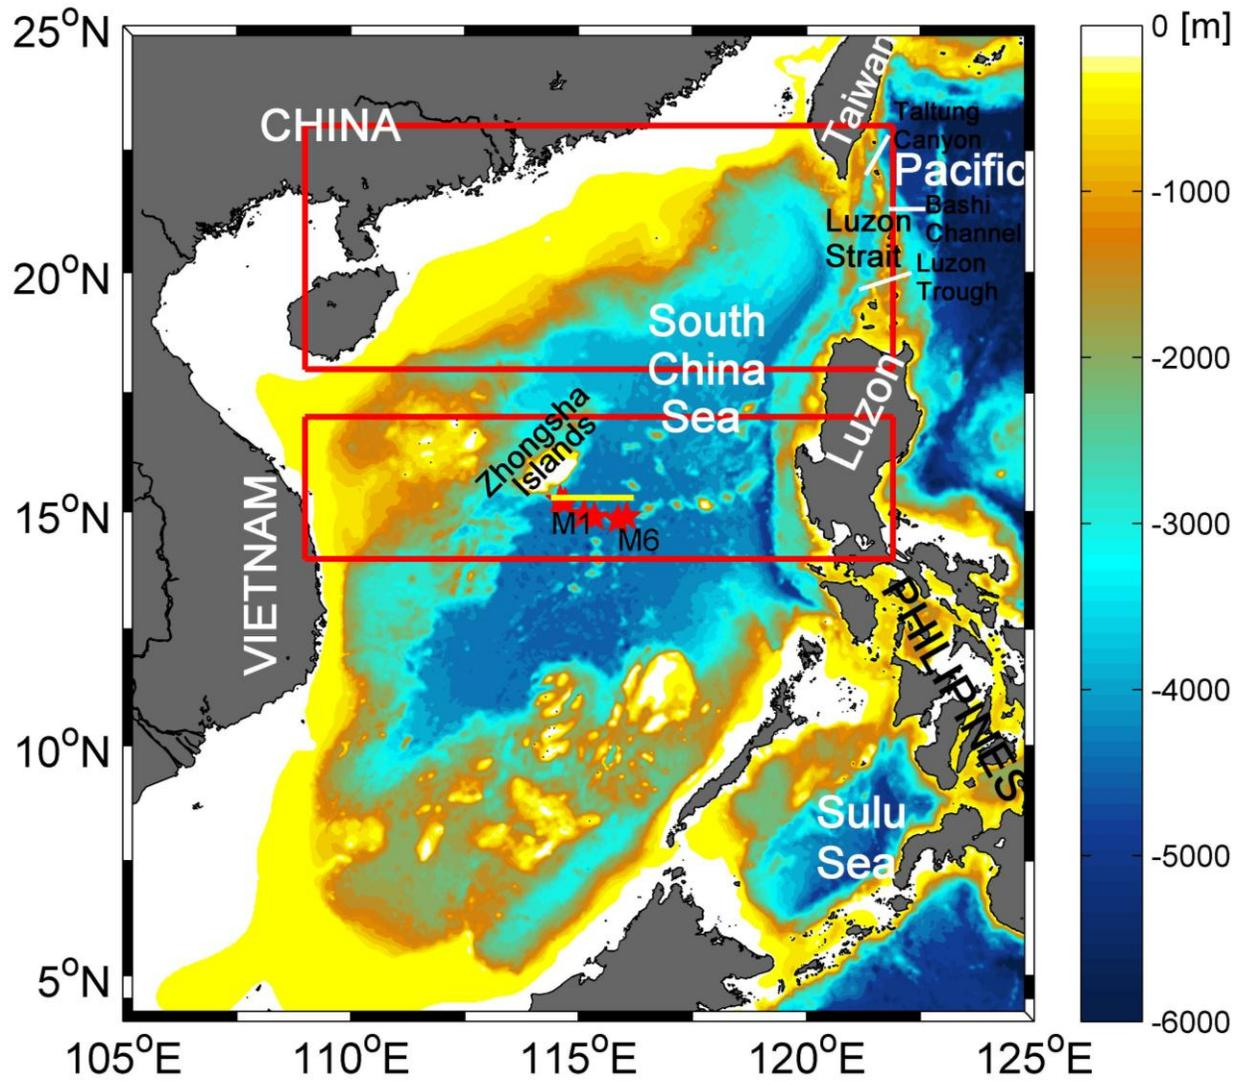 25°N
20°N
15°N
10°N
5°N
105°E
110°E
115°E
120°E
125°E
CHINA
Taiwan
Taltung
Canyon
Pacific
Bashi
Channel
Luzon
Strait
Luzon
Trough
South
China
Sea
Zhongsha
Islands
Luzon
M1
M6
VIETNAM
PHILIPINES
Sulu
Sea
0 [m]
-1000
-2000
-3000
-4000
-5000
-6000